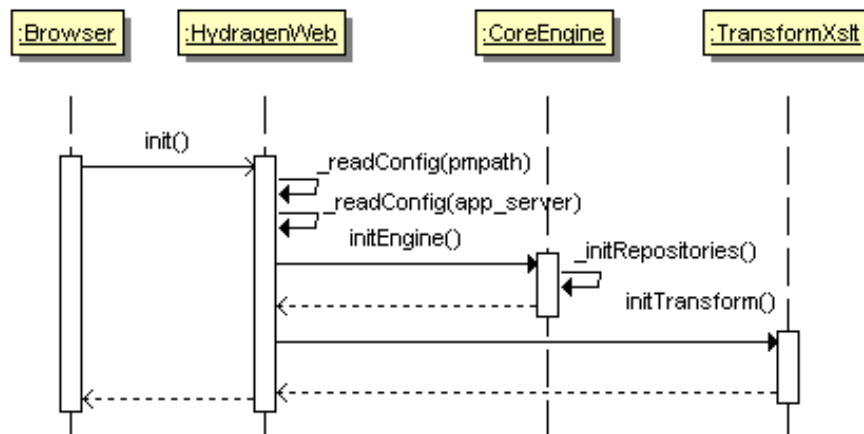 :Browser
:HydragenWeb
:CoreEngine
:TransformXslt
init()
_readConfig(pmpath)
_readConfig(app_server)
initEngine()
_initRepositories()
initTransform()